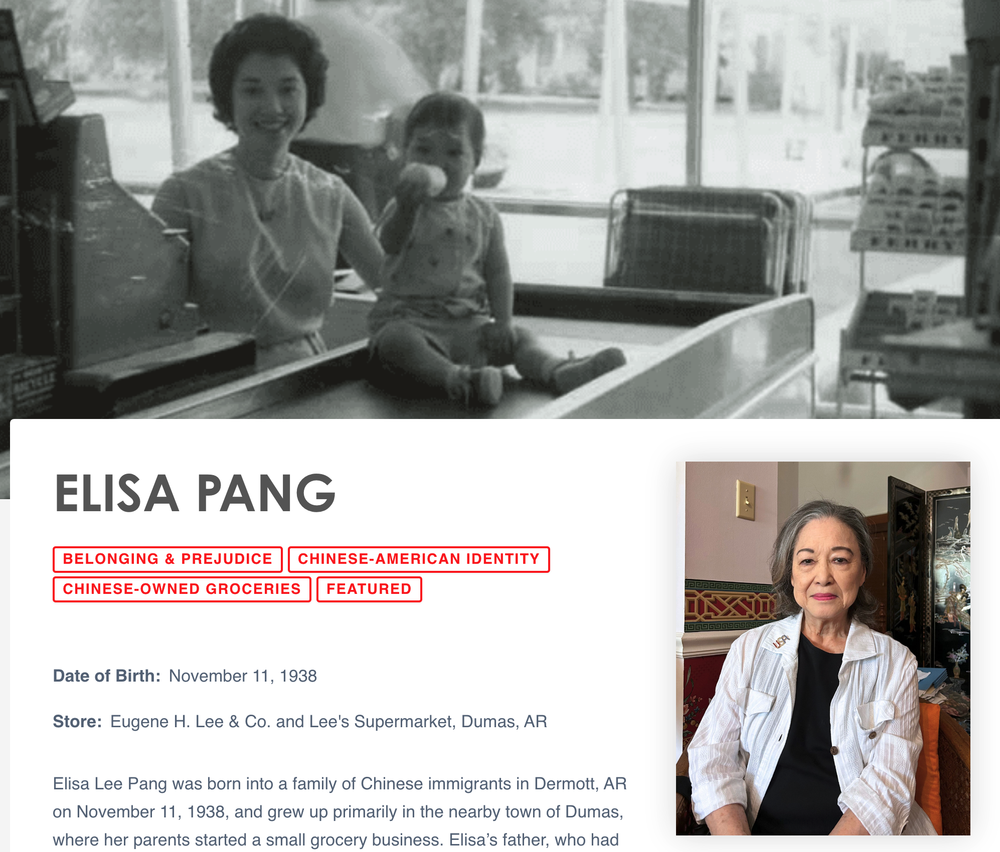 FERRY
FERRY
ELISA PANG
BELONGING & PREJUDICE
CHINESE-AMERICAN IDENTITY
CHINESE-OWNED GROCERIES
FEATURED
Date of Birth: November 11, 1938
Store: Eugene H. Lee & Co. and Lee's Supermarket, Dumas, AR
Elisa Lee Pang was born into a family of Chinese immigrants in Dermott, AR
on November 11, 1938, and grew up primarily in the nearby town of Dumas,
where her parents started a small grocery business. Elisa’s father, who had